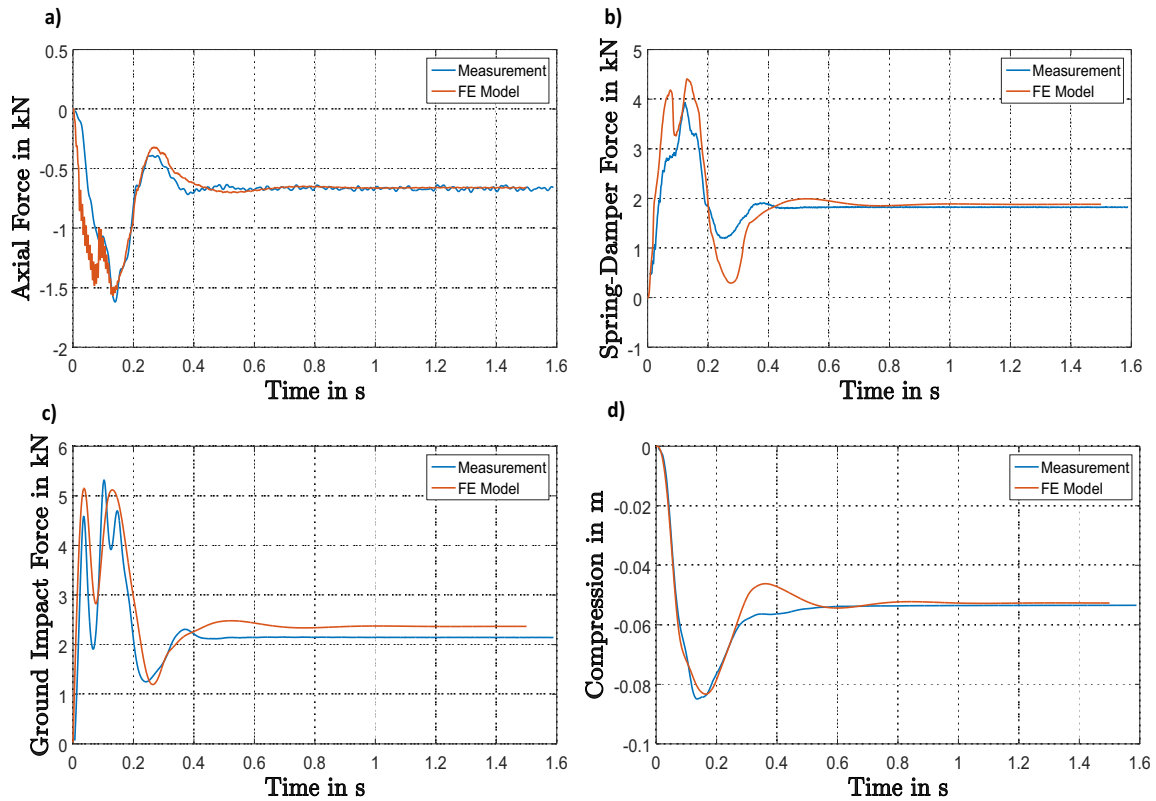 a)
Axial Force in kN
0.5
0
-0.5
-1
-1.5
-2
Measurement
FE Model
0 0.2 0.4 0.6 0.8 1 1.2 1.4 1.6
Time in s
b)
Spring-Damper Force in kN
5
4
3
2
1
0
-1
Measurement
FE Model
0 0.2 0.4 0.6 0.8 1 1.2 1.4 1.6
Time in s
c)
Ground Impact Force in kN
6
5
4
3
2
1
0
Measurement
FE Model
0 0.2 0.4 0.6 0.8 1 1.2 1.4 1.6
Time in s
d)
Compression in m
0
-0.02
-0.04
-0.06
-0.08
-0.1
Measurement
FE Model
0 0.2 0.4 0.6 0.8 1 1.2 1.4 1.6
Time in s